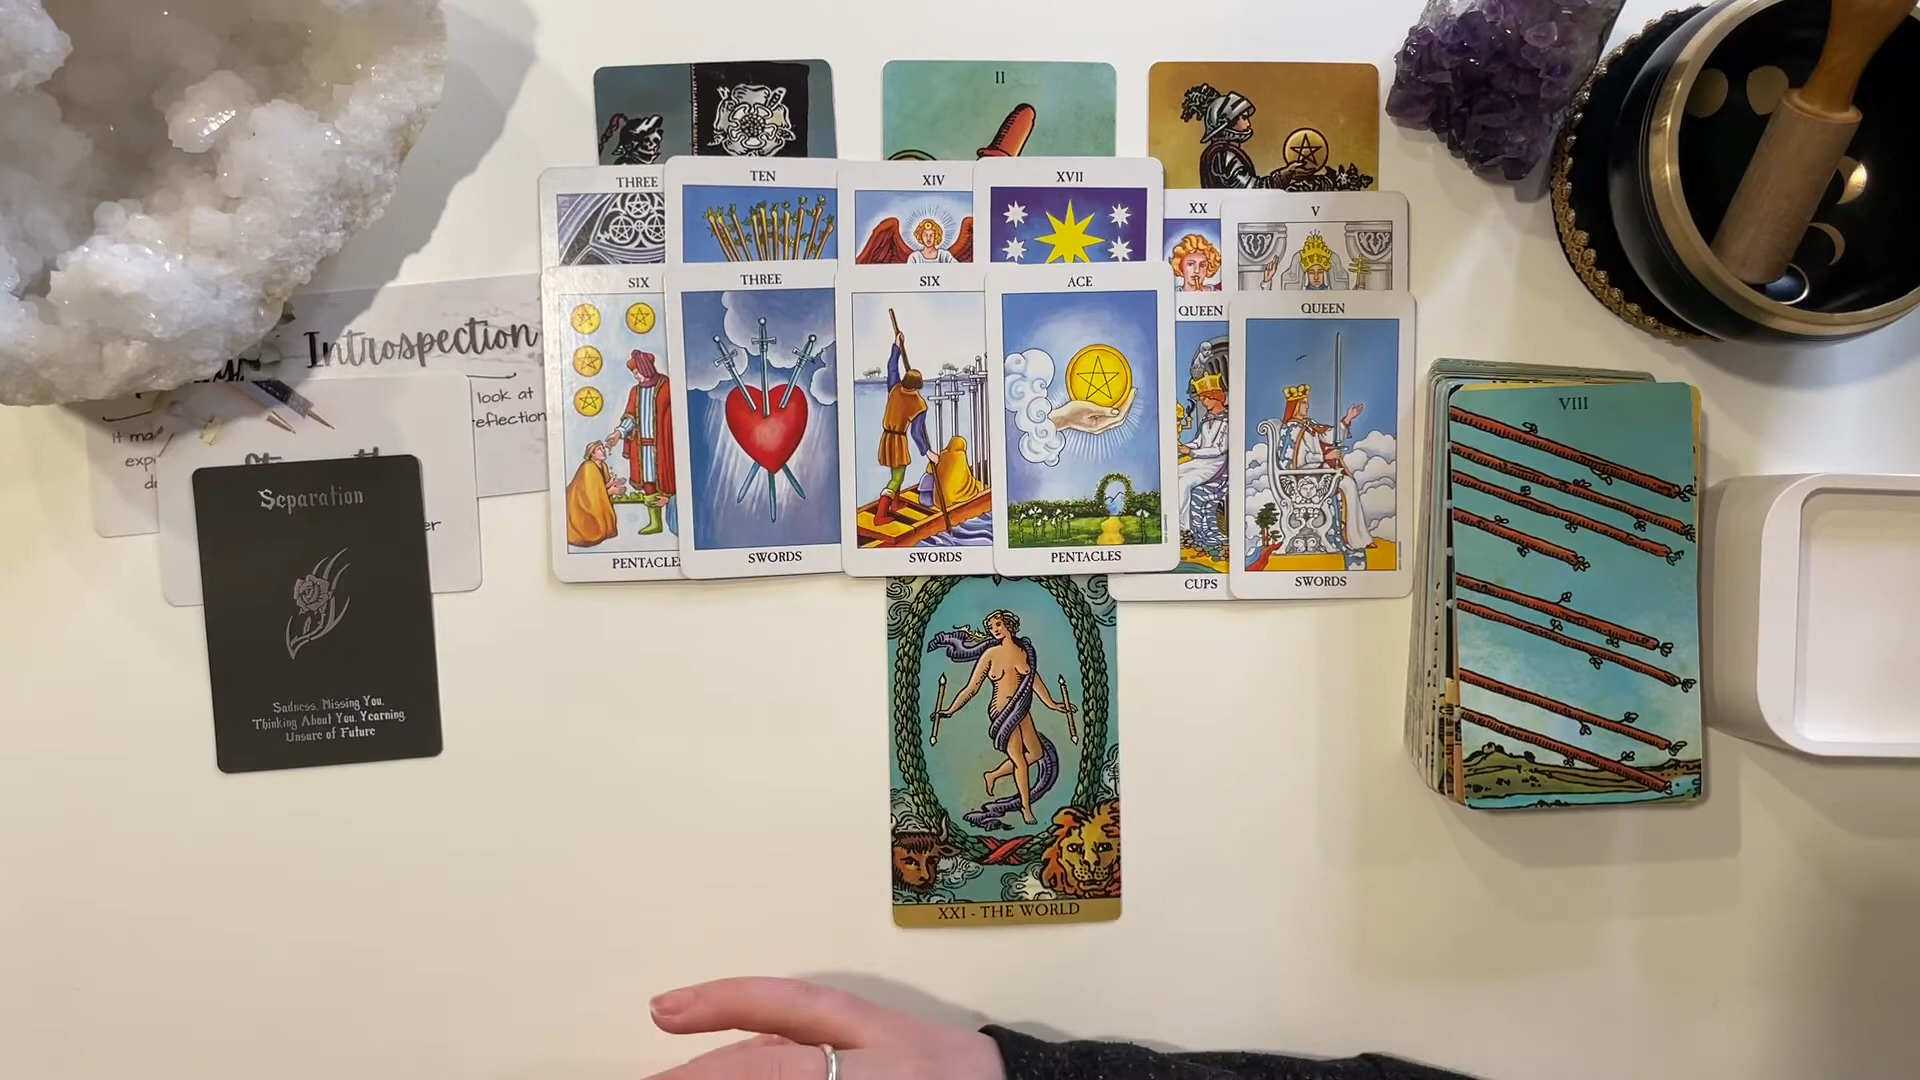 II
THREE
TEN
XIV
XVII
XX
V
SIX
THREE
SIX
ACE
QUEEN
QUEEN
PENTACLES
SWORDS
SWORDS
PENTACLES
CUPS
SWORDS
VIII
XXI - THE WORLD
Introspection
look at
reflection
It
Separation
Sadness, Missing You,
Thinking About You, Yearning,
Unsure of Future